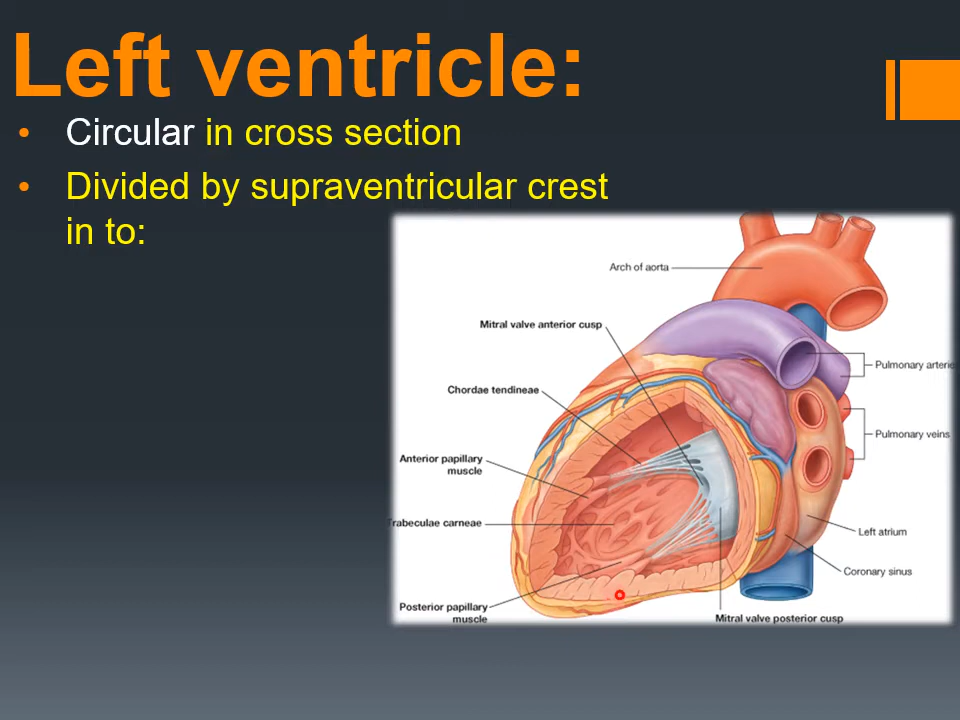 Left ventricle:
• Circular in cross section
• Divided by supraventricular crest
in to:
Arch of aorta
Mitral valve anterior cusp
Pulmonary arterie
Chordae tendineae
Pulmonary veins
Anterior papillary
muscle
Trabeculae carneae
Left atrium
Coronary sinus
Posterior papillary
muscle
Mitral valve posterior cusp